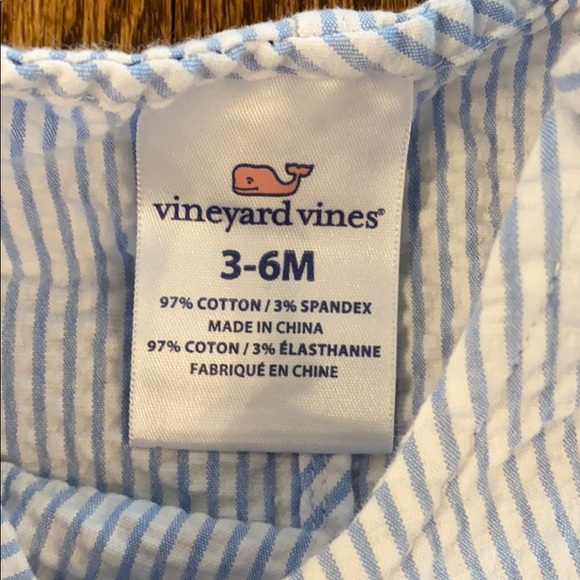 vineyard vines®
3-6M
97% COTTON / 3% SPANDEX
MADE IN CHINA
97% COTON / 3% ÉLASTHANNE
FABRIQUÉ EN CHINE